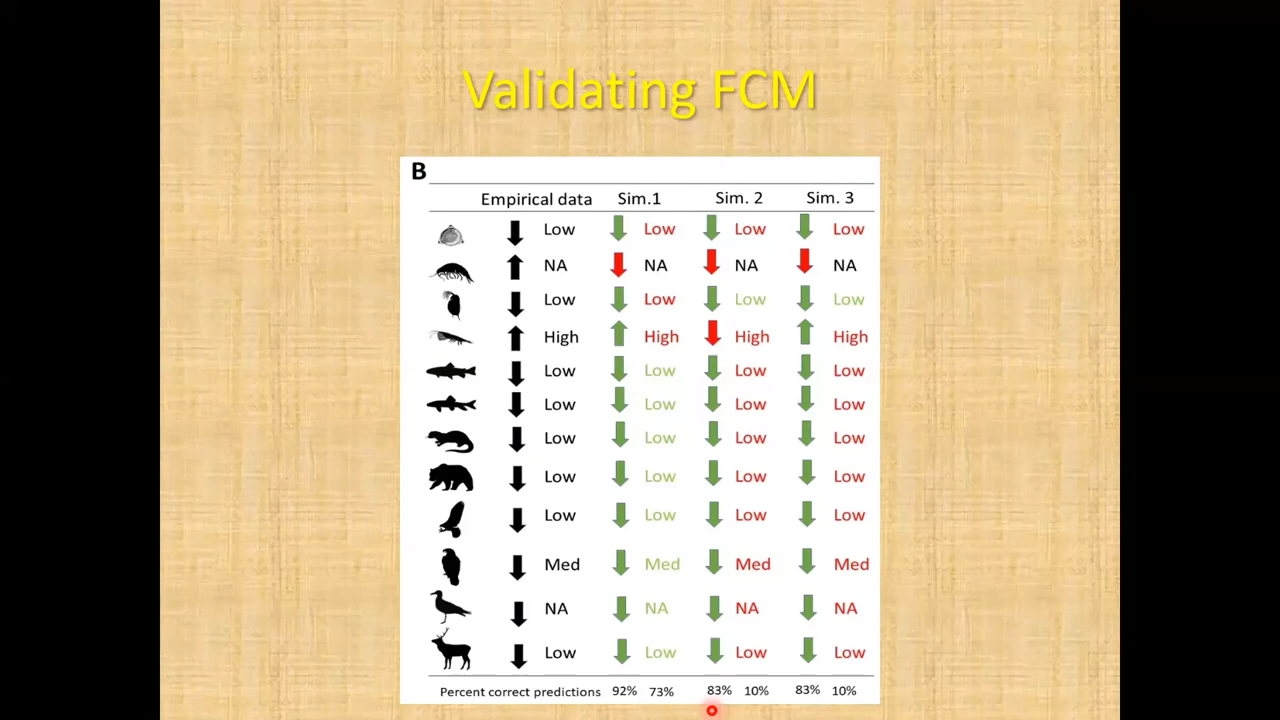 Validating FCM
B
Empirical data Sim.1 Sim. 2 Sim. 3
Low Low Low Low
NA NA NA NA
Low Low Low Low
High High High High
Low Low Low Low
Low Low Low Low
Low Low Low Low
Low Low Low Low
Low Low Low Low
Med Med Med Med
NA NA NA NA
Low Low Low Low
Percent correct predictions 92% 73% 83% 10% 83% 10%